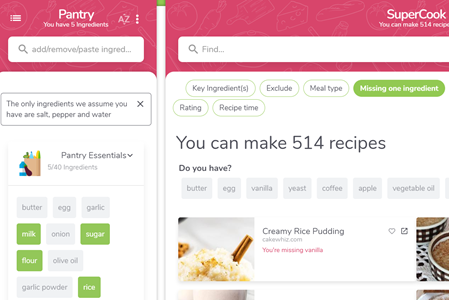 Pantry
You have 5 Ingredients
AZ
add/remove/paste ingred...
The only ingredients we assume you
have are salt, pepper and water
Pantry Essentials
5/40 Ingredients
butter egg garlic
milk onion sugar
flour olive oil
garlic powder rice
SuperCook
You can make 514 reci
Find...
Key Ingredient(s) Exclude Meal type Missing one ingredient
Rating Recipe time
You can make 514 recipes
Do you have?
butter egg vanilla yeast coffee apple vegetable oil
Creamy Rice Pudding
cakewhiz.com
You're missing vanilla